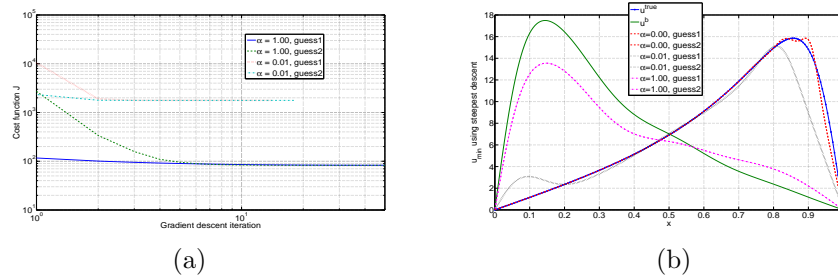 10^5
10^4
10^3
10^2
10^1
10^0
10^1
Cost function J
Gradient descent iteration
α = 1.00, guess1
α = 1.00, guess2
α = 0.01, guess1
α = 0.01, guess2
(a)
18
16
14
12
10
8
6
4
2
0
0
0.1
0.2
0.3
0.4
0.5
0.6
0.7
0.8
0.9
u_min using steepest descent
x
u^true
u^b
α=0.00, guess1
α=0.00, guess2
α=0.01, guess1
α=0.01, guess2
α=1.00, guess1
α=1.00, guess2
(b)